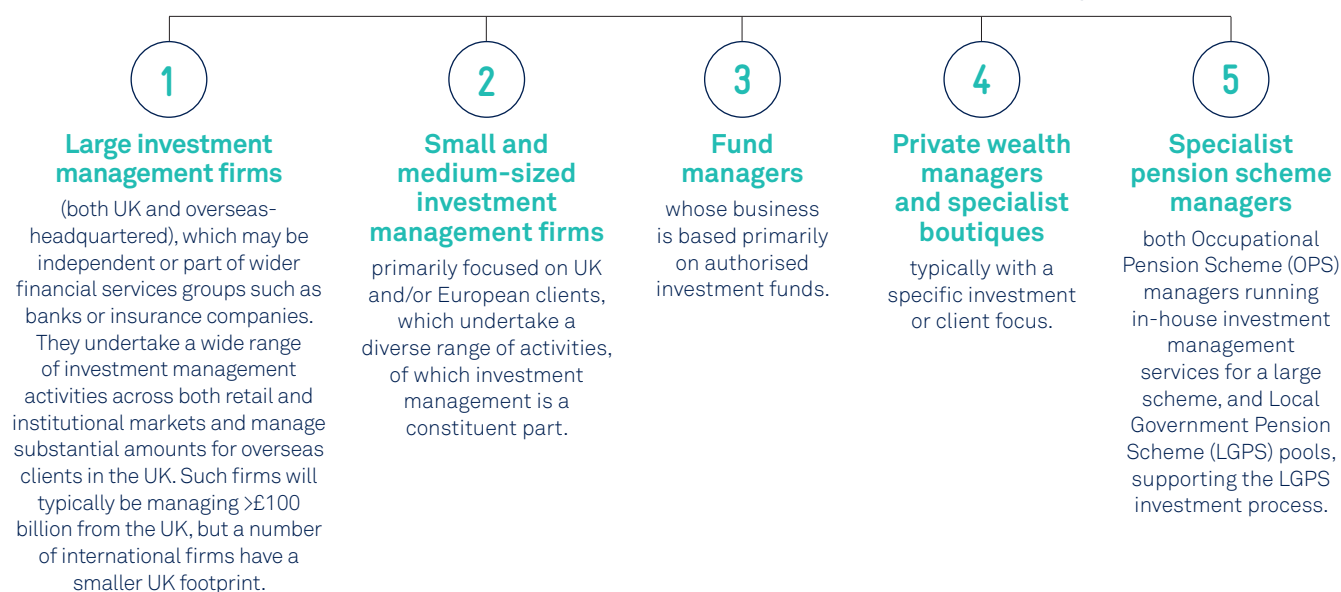 1
Large investment
management firms
(both UK and overseas-
headquartered), which may be
independent or part of wider
financial services groups such as
banks or insurance companies.
They undertake a wide range
of investment management
activities across both retail and
institutional markets and manage
substantial amounts for overseas
clients in the UK. Such firms will
typically be managing >£100
billion from the UK, but a number
of international firms have a
smaller UK footprint.
2
Small and
medium-sized
investment
management firms
primarily focused on UK
and/or European clients,
which undertake a
diverse range of activities,
of which investment
management is a
constituent part.
3
Fund
managers
whose business
is based primarily
on authorised
investment funds.
4
Private wealth
managers
and specialist
boutiques
typically with a
specific investment
or client focus.
5
Specialist
pension scheme
managers
both Occupational
Pension Scheme (OPS)
managers running
in-house investment
management
services for a large
scheme, and Local
Government Pension
Scheme (LGPS) pools,
supporting the LGPS
investment process.